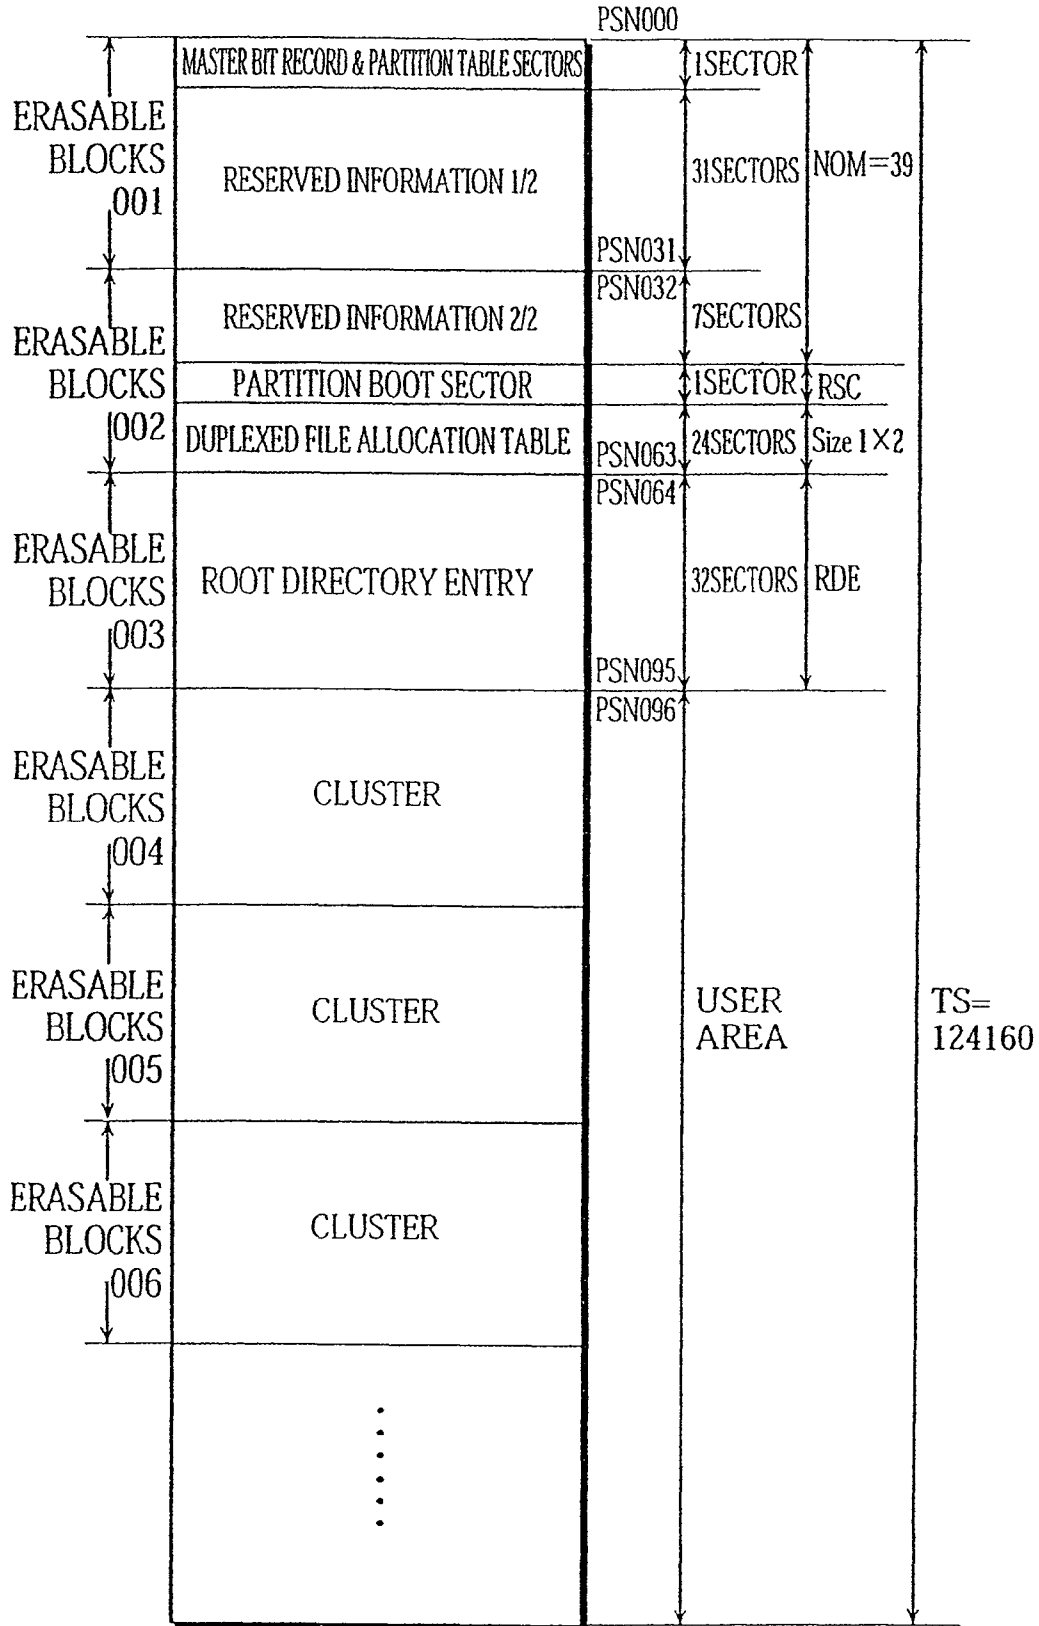 PSN000
MASTER BIT RECORD & PARTITION TABLE SECTORS
1SECTOR
ERASABLE
BLOCKS
001
RESERVED INFORMATION 1/2
31SECTORS
NOM=39
PSN031
PSN032
RESERVED INFORMATION 2/2
7SECTORS
ERASABLE
BLOCKS
002
PARTITION BOOT SECTOR
1SECTOR
RSC
DUPLEXED FILE ALLOCATION TABLE
PSN063
24SECTORS
Size 1×2
PSN064
ERASABLE
BLOCKS
003
ROOT DIRECTORY ENTRY
32SECTORS
RDE
PSN095
PSN096
ERASABLE
BLOCKS
004
CLUSTER
ERASABLE
BLOCKS
005
CLUSTER
USER
AREA
TS=
124160
ERASABLE
BLOCKS
006
CLUSTER